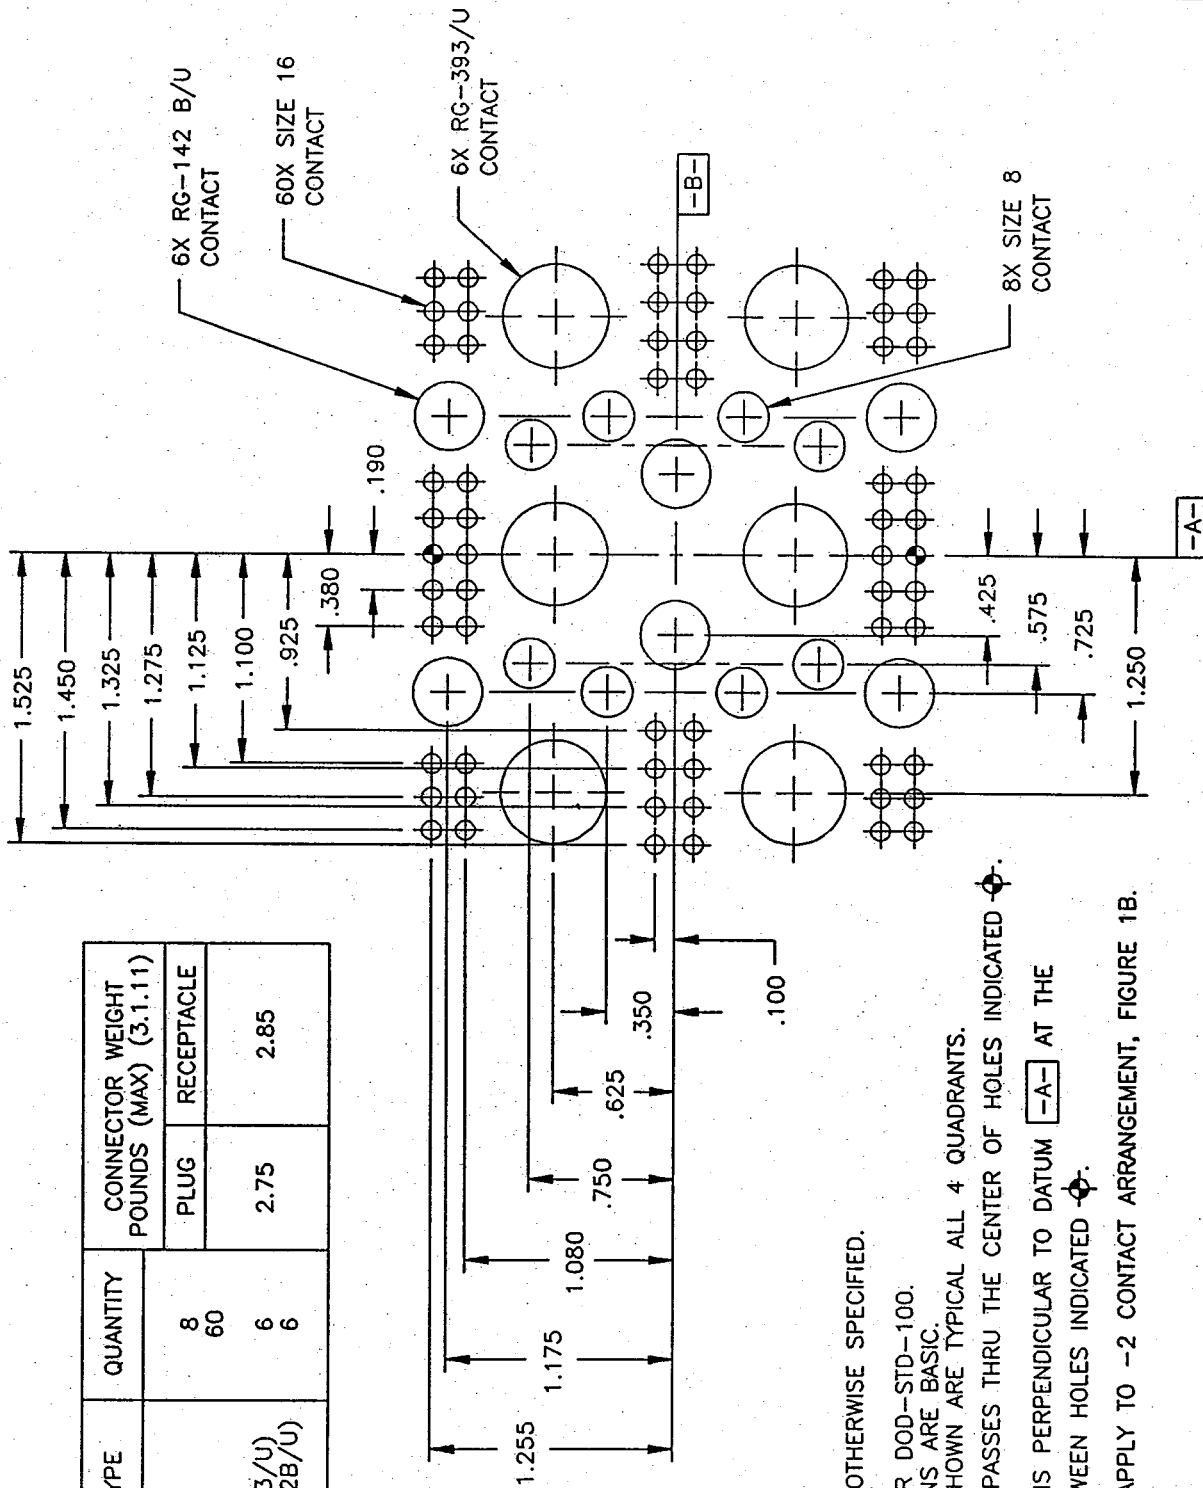 YPE
QUANTITY
CONNECTOR WEIGHT
POUNDS (MAX) (3.1.11)
PLUG
RECEPTACLE
8
60
3/U)
6
2B/U)
6
2.75
2.85
1.525
1.450
1.325
1.275
1.125
1.100
.925
.380
.190
6X RG-142 B/U
CONTACT
60X SIZE 16
CONTACT
6X RG-393/U
CONTACT
-B-
8X SIZE 8
CONTACT
1.255
1.175
1.080
.750
.625
.350
.100
.425
.575
.725
1.250
-A-
OTHERWISE SPECIFIED.
R DOD-STD-100.
NS ARE BASIC.
HOWN ARE TYPICAL ALL 4 QUADRANTS.
PASSES THRU THE CENTER OF HOLES INDICATED .
IS PERPENDICULAR TO DATUM -A- AT THE
WEEN HOLES INDICATED .
APPLY TO -2 CONTACT ARRANGEMENT, FIGURE 1B.